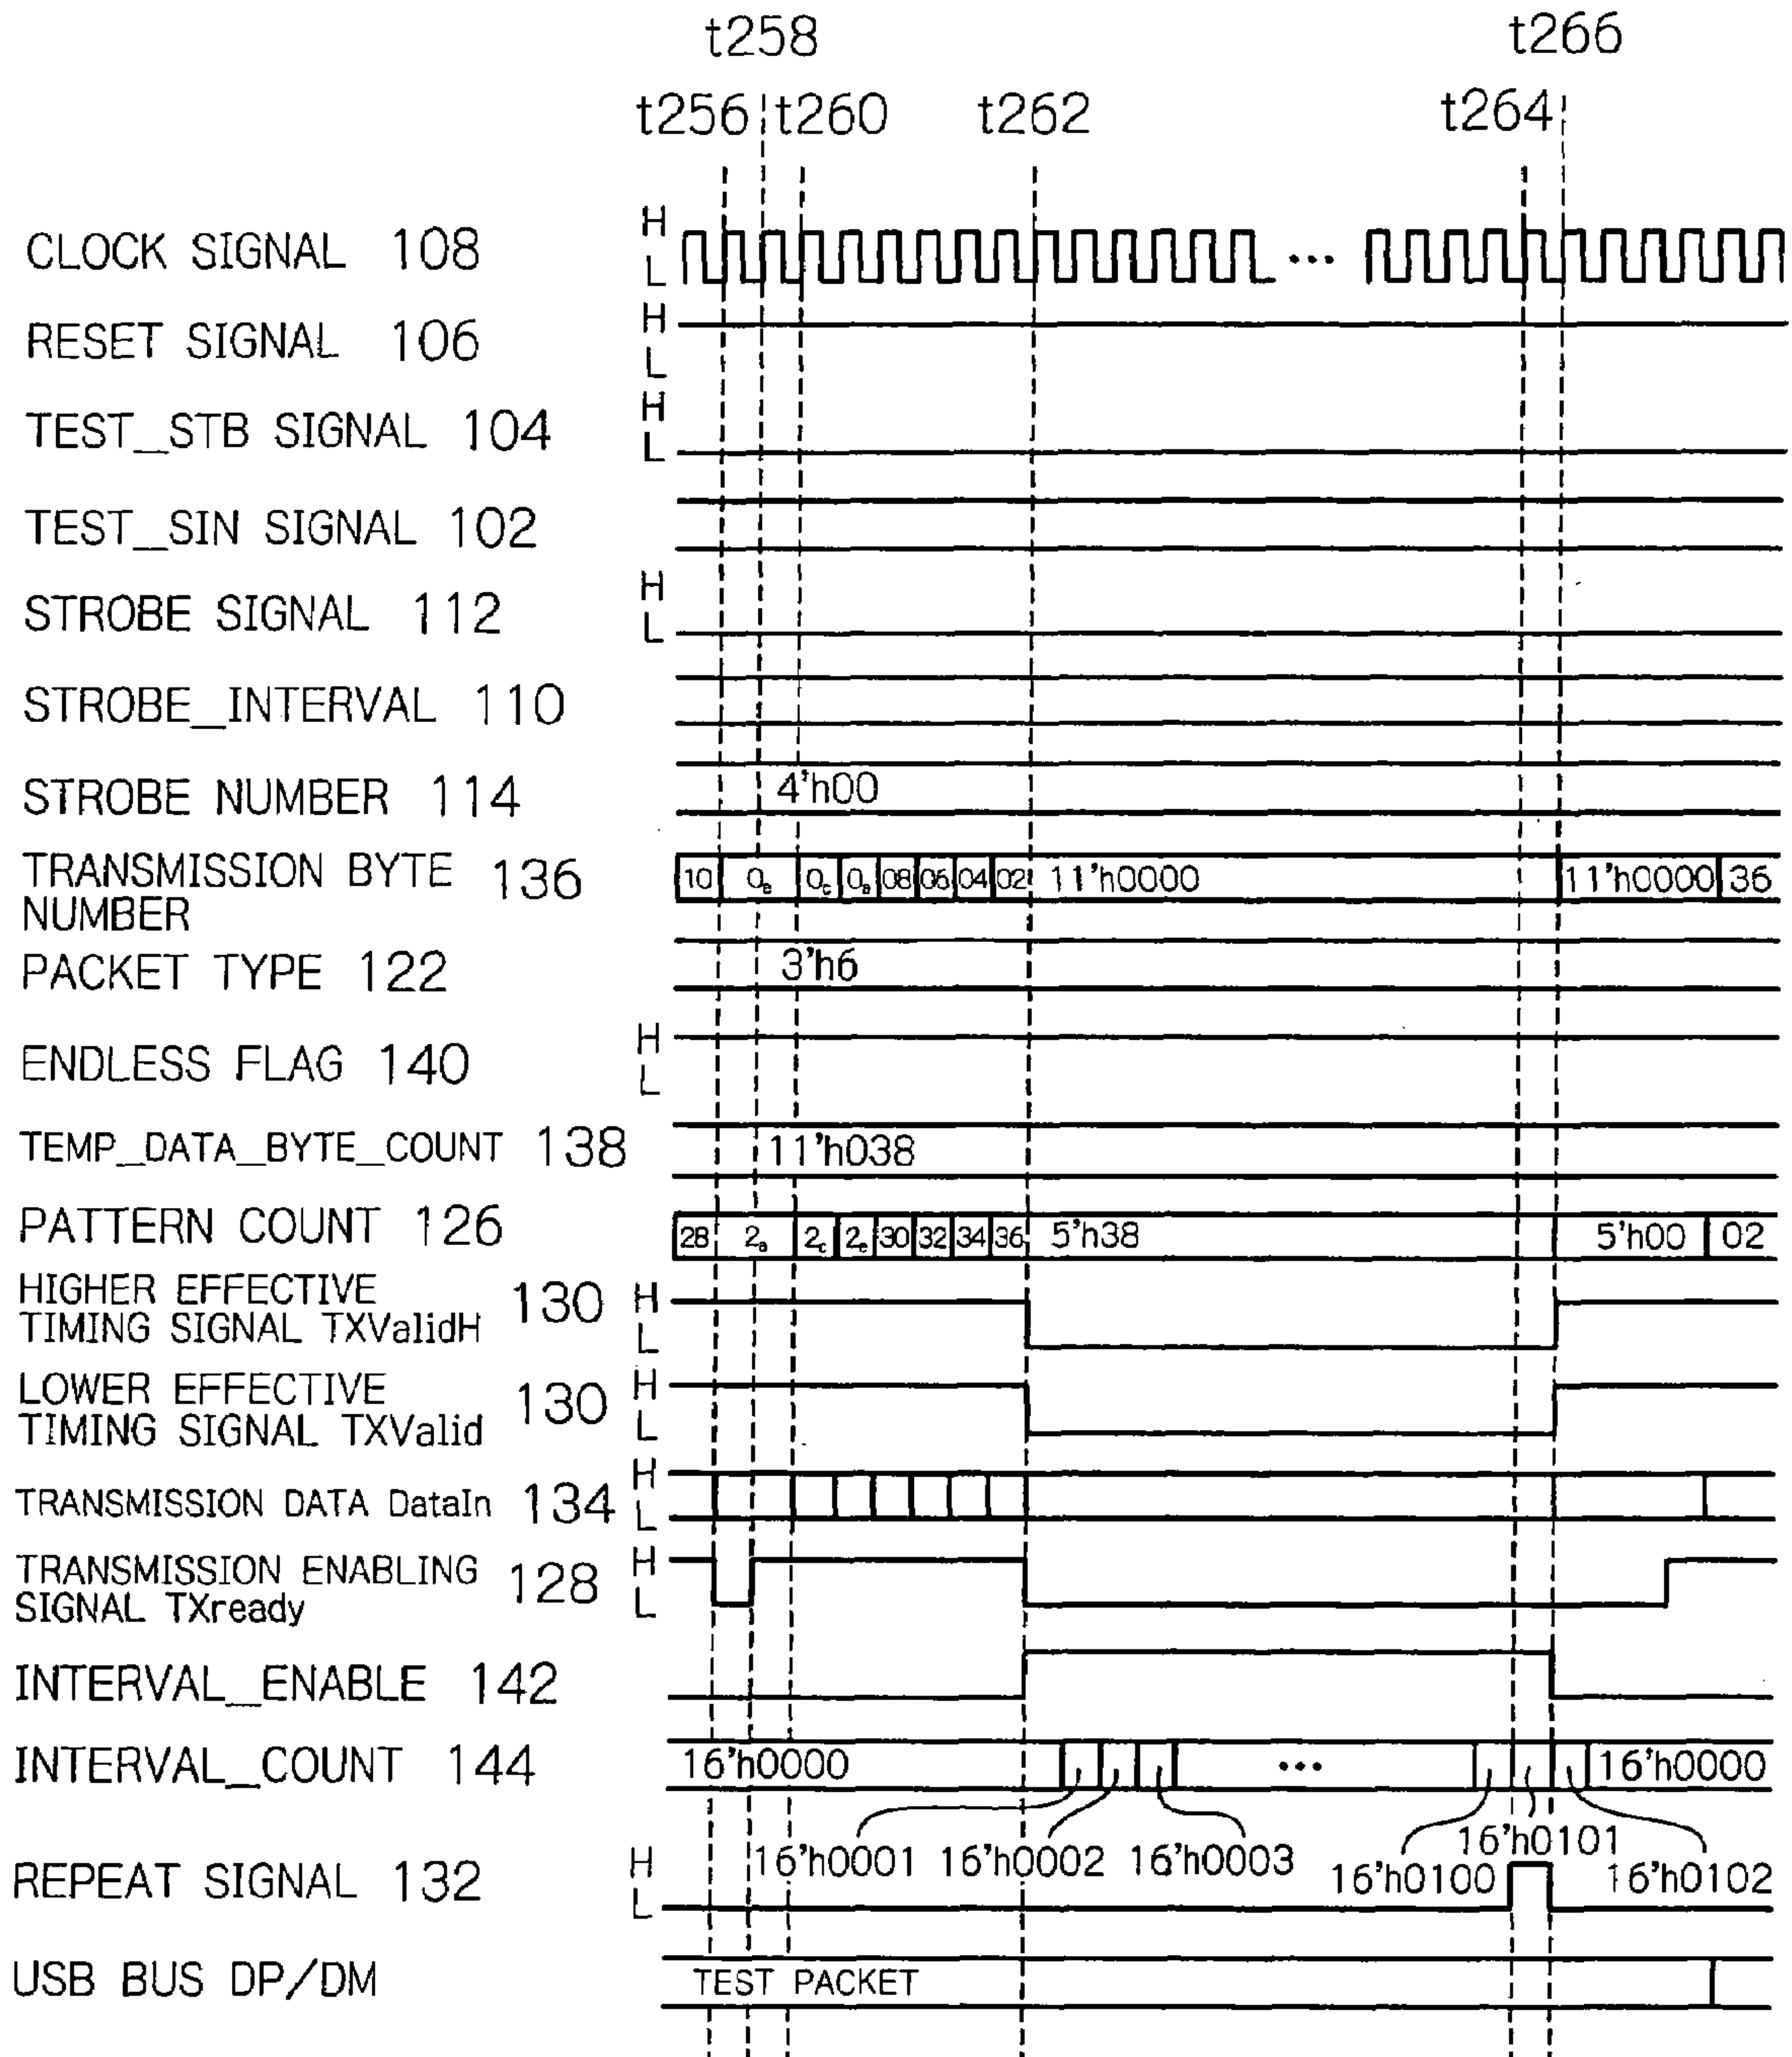 t258 t266
t256 t260 t262 t264
CLOCK SIGNAL 108 H L ...
RESET SIGNAL 106 H L
TEST_STB SIGNAL 104 H L
TEST_SIN SIGNAL 102
STROBE SIGNAL 112 H L
STROBE_INTERVAL 110
STROBE NUMBER 114 4'h00
TRANSMISSION BYTE NUMBER 136 10 0e 0c 0a 08 06 04 02 11'h0000 11'h0000 36
PACKET TYPE 122 3'h6
ENDLESS FLAG 140 H L
TEMP_DATA_BYTE_COUNT 138 11'h038
PATTERN COUNT 126 28 2a 2c 2e 30 32 34 36 5'h38 5'h00 02
HIGHER EFFECTIVE
TIMING SIGNAL TXValidH 130 H L
LOWER EFFECTIVE
TIMING SIGNAL TXValid 130 H L
TRANSMISSION DATA DataIn 134 H L
TRANSMISSION ENABLING
SIGNAL TXready 128 H L
INTERVAL_ENABLE 142
INTERVAL_COUNT 144 16'h0000 ... 16'h0000
16'h0001 16'h0002 16'h0003 16'h0100 16'h0101 16'h0102
REPEAT SIGNAL 132 H L
USB BUS DP/DM TEST PACKET